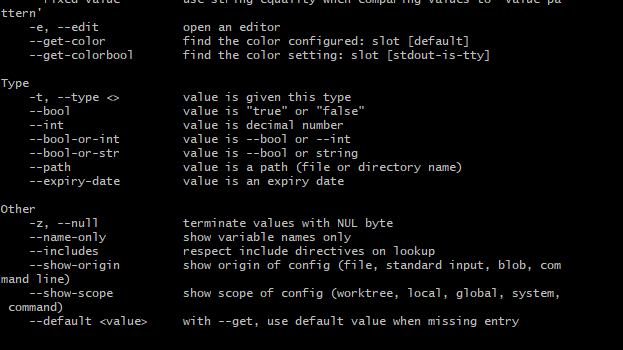 --fixed-value         use string equality when comparing values to 'value-pa
ttern'
    -e, --edit            open an editor
    --get-color           find the color configured: slot [default]
    --get-colorbool       find the color setting: slot [stdout-is-tty]

Type
    -t, --type <>         value is given this type
    --bool                value is "true" or "false"
    --int                 value is decimal number
    --bool-or-int         value is --bool or --int
    --bool-or-str         value is --bool or string
    --path                value is a path (file or directory name)
    --expiry-date         value is an expiry date

Other
    -z, --null            terminate values with NUL byte
    --name-only           show variable names only
    --includes            respect include directives on lookup
    --show-origin         show origin of config (file, standard input, blob, com
mand line)
    --show-scope          show scope of config (worktree, local, global, system,
 command)
    --default <value>     with --get, use default value when missing entry